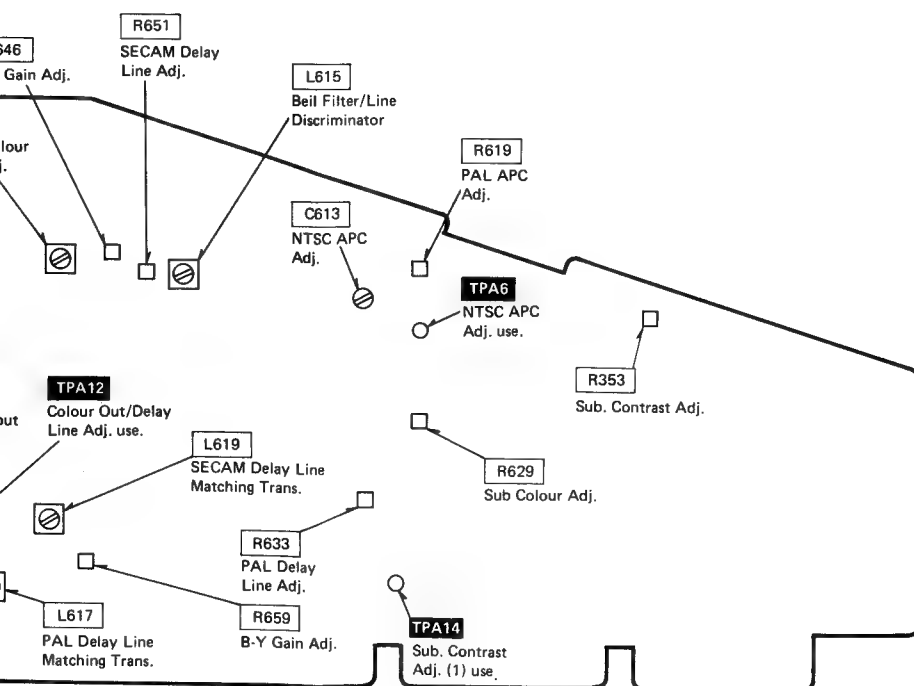 R651
SECAM Delay
Line Adj.
646
Gain Adj.
L615
Beil Filter/Line
Discriminator
lour
j.
R619
PAL APC
Adj.
C613
NTSC APC
Adj.
TPA6
NTSC APC
Adj. use.
R353
Sub. Contrast Adj.
TPA12
Colour Out/Delay
Line Adj. use.
out
L619
SECAM Delay Line
Matching Trans.
R629
Sub Colour Adj.
R633
PAL Delay
Line Adj.
L617
PAL Delay Line
Matching Trans.
R659
B-Y Gain Adj.
TPA14
Sub. Contrast
Adj. (1) use.